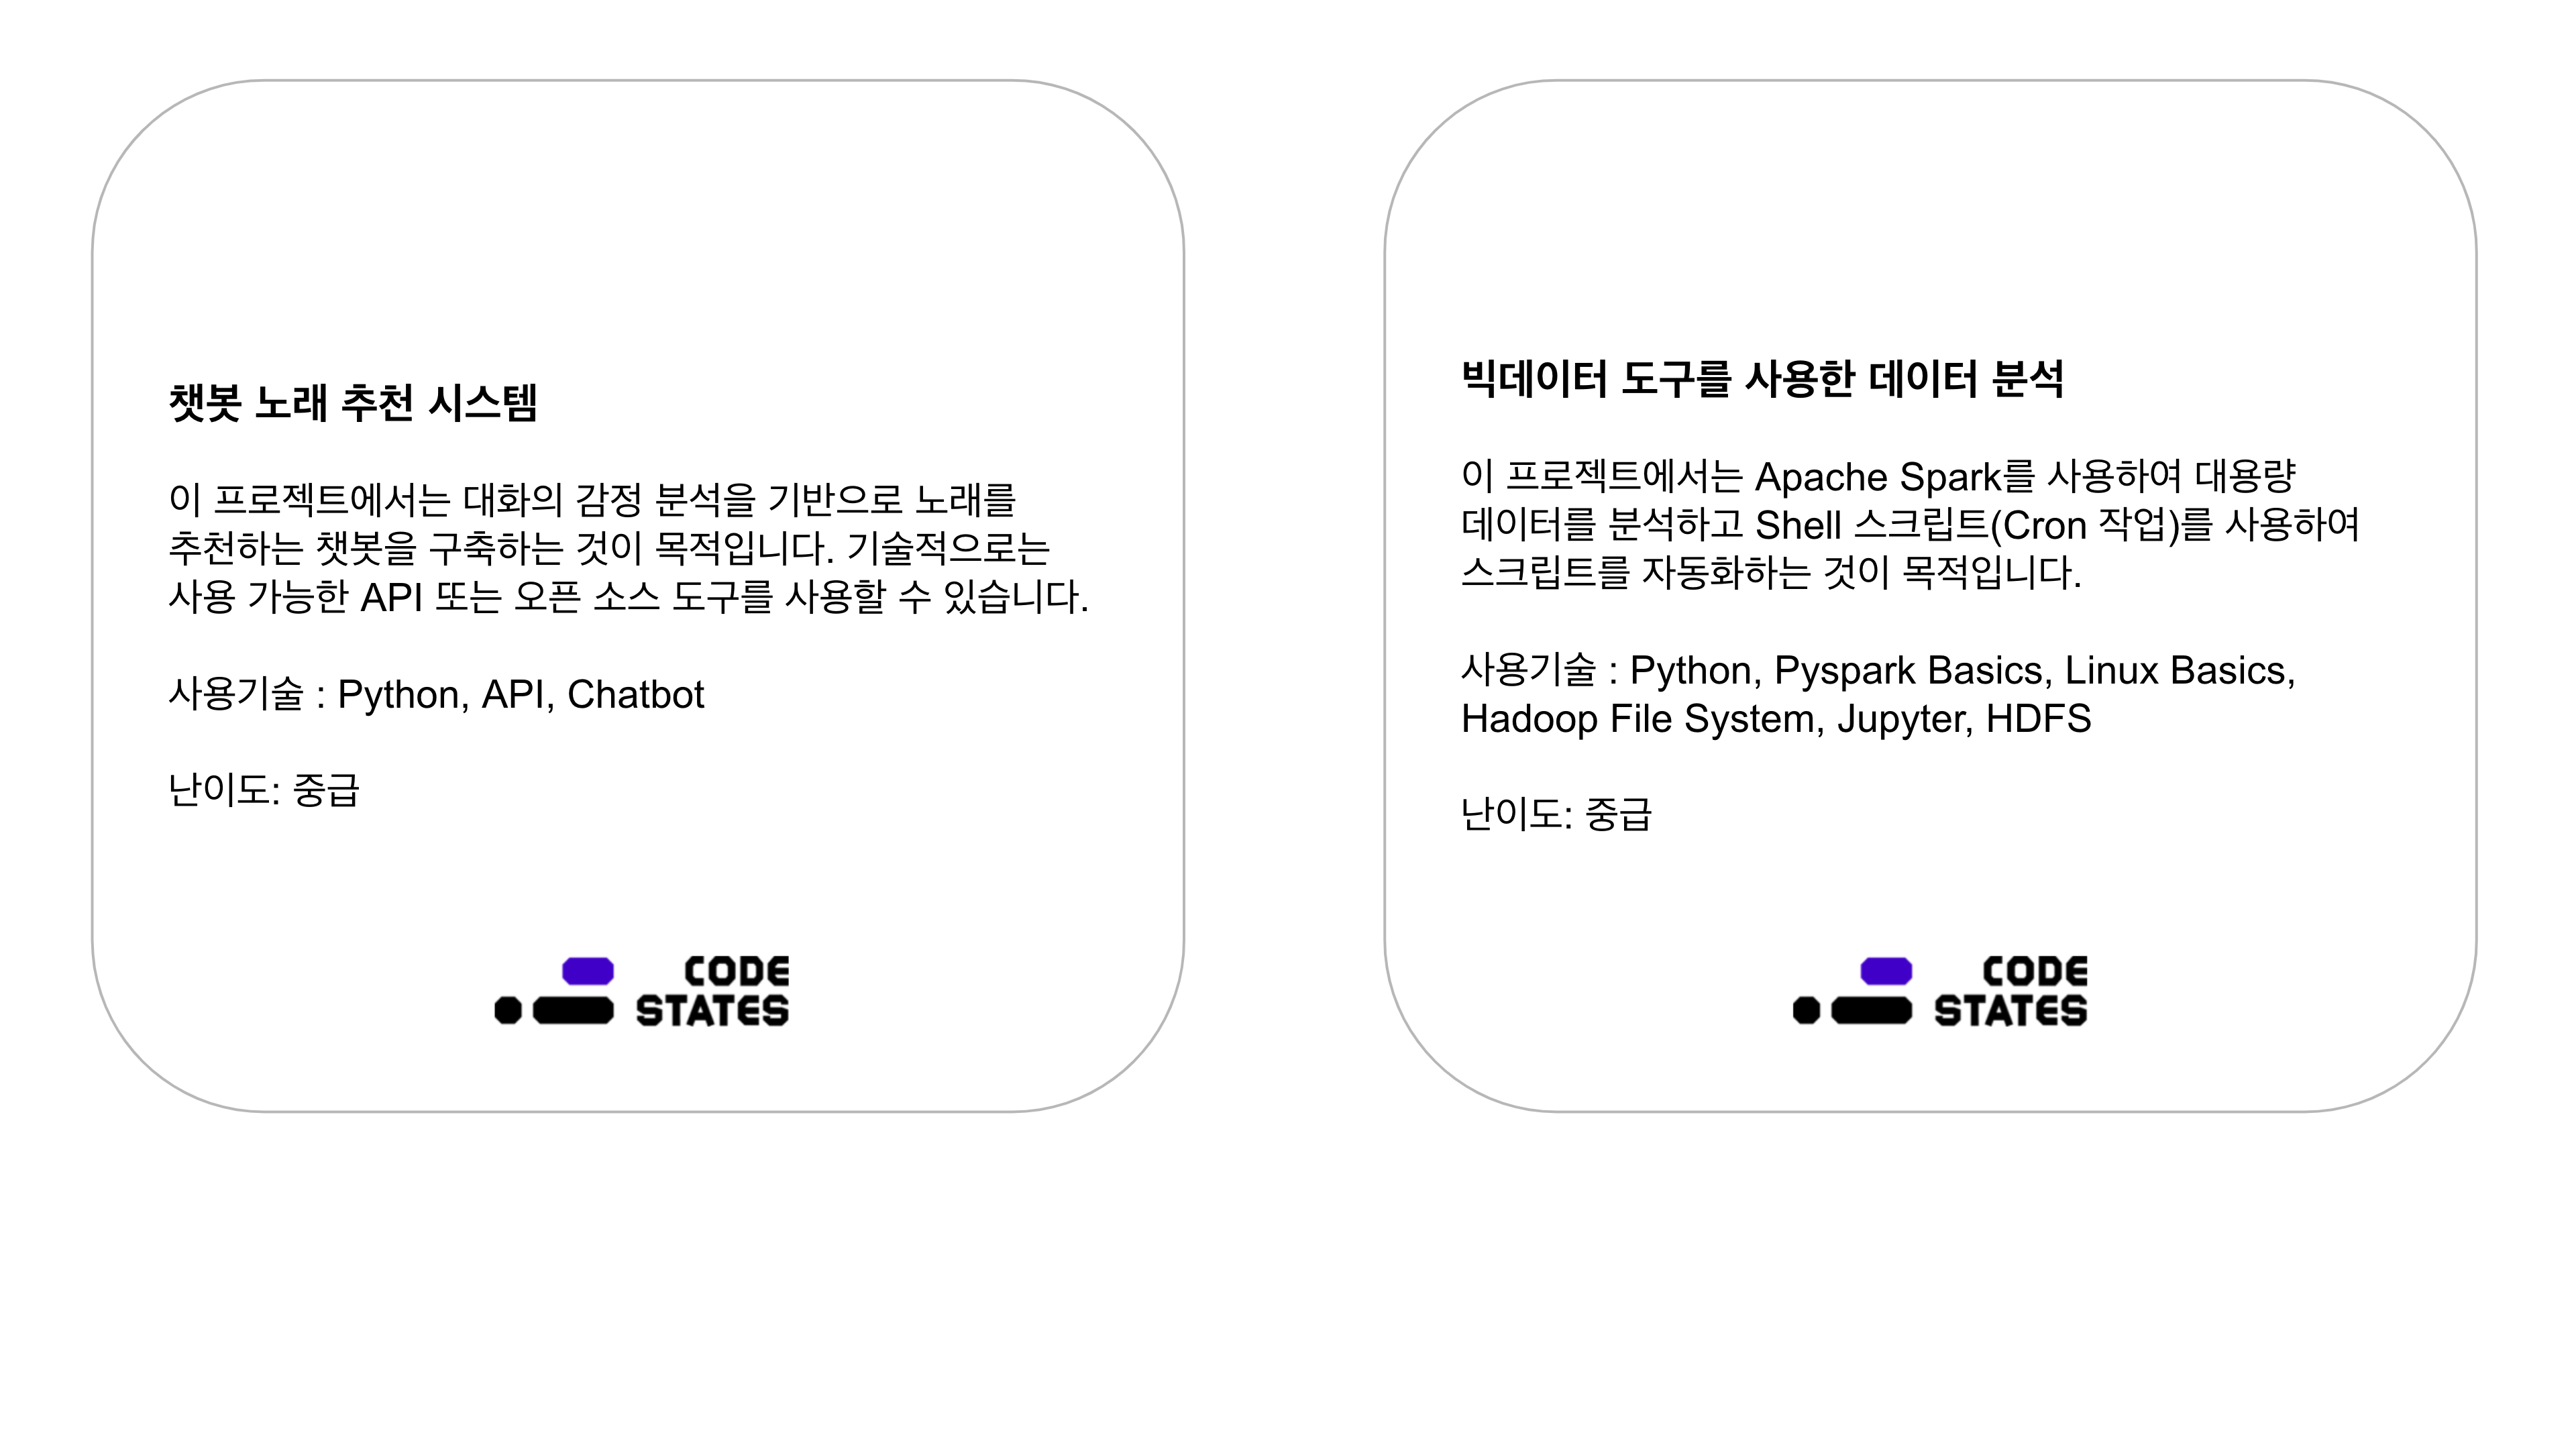 챗봇 노래 추천 시스템
이 프로젝트에서는 대화의 감정 분석을 기반으로 노래를
추천하는 챗봇을 구축하는 것이 목적입니다. 기술적으로는
사용 가능한 API 또는 오픈 소스 도구를 사용할 수 있습니다.
사용기술 : Python, API, Chatbot
난이도: 중급
CODE
STATES
빅데이터 도구를 사용한 데이터 분석
이 프로젝트에서는 Apache Spark를 사용하여 대용량
데이터를 분석하고 Shell 스크립트(Cron 작업)를 사용하여
스크립트를 자동화하는 것이 목적입니다.
사용기술 : Python, Pyspark Basics, Linux Basics,
Hadoop File System, Jupyter, HDFS
난이도: 중급
CODE
STATES